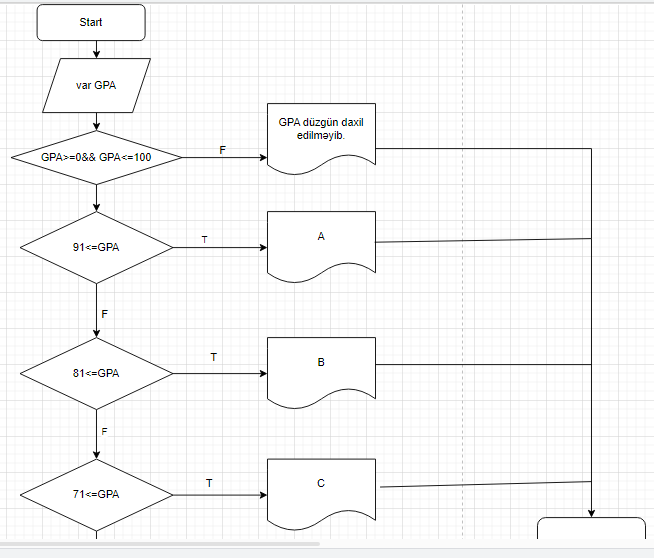 Start
var GPA
GPA>=0&& GPA<=100
F
GPA düzgün daxil
edilməyib.
91<=GPA
T
A
F
81<=GPA
T
B
F
71<=GPA
T
C